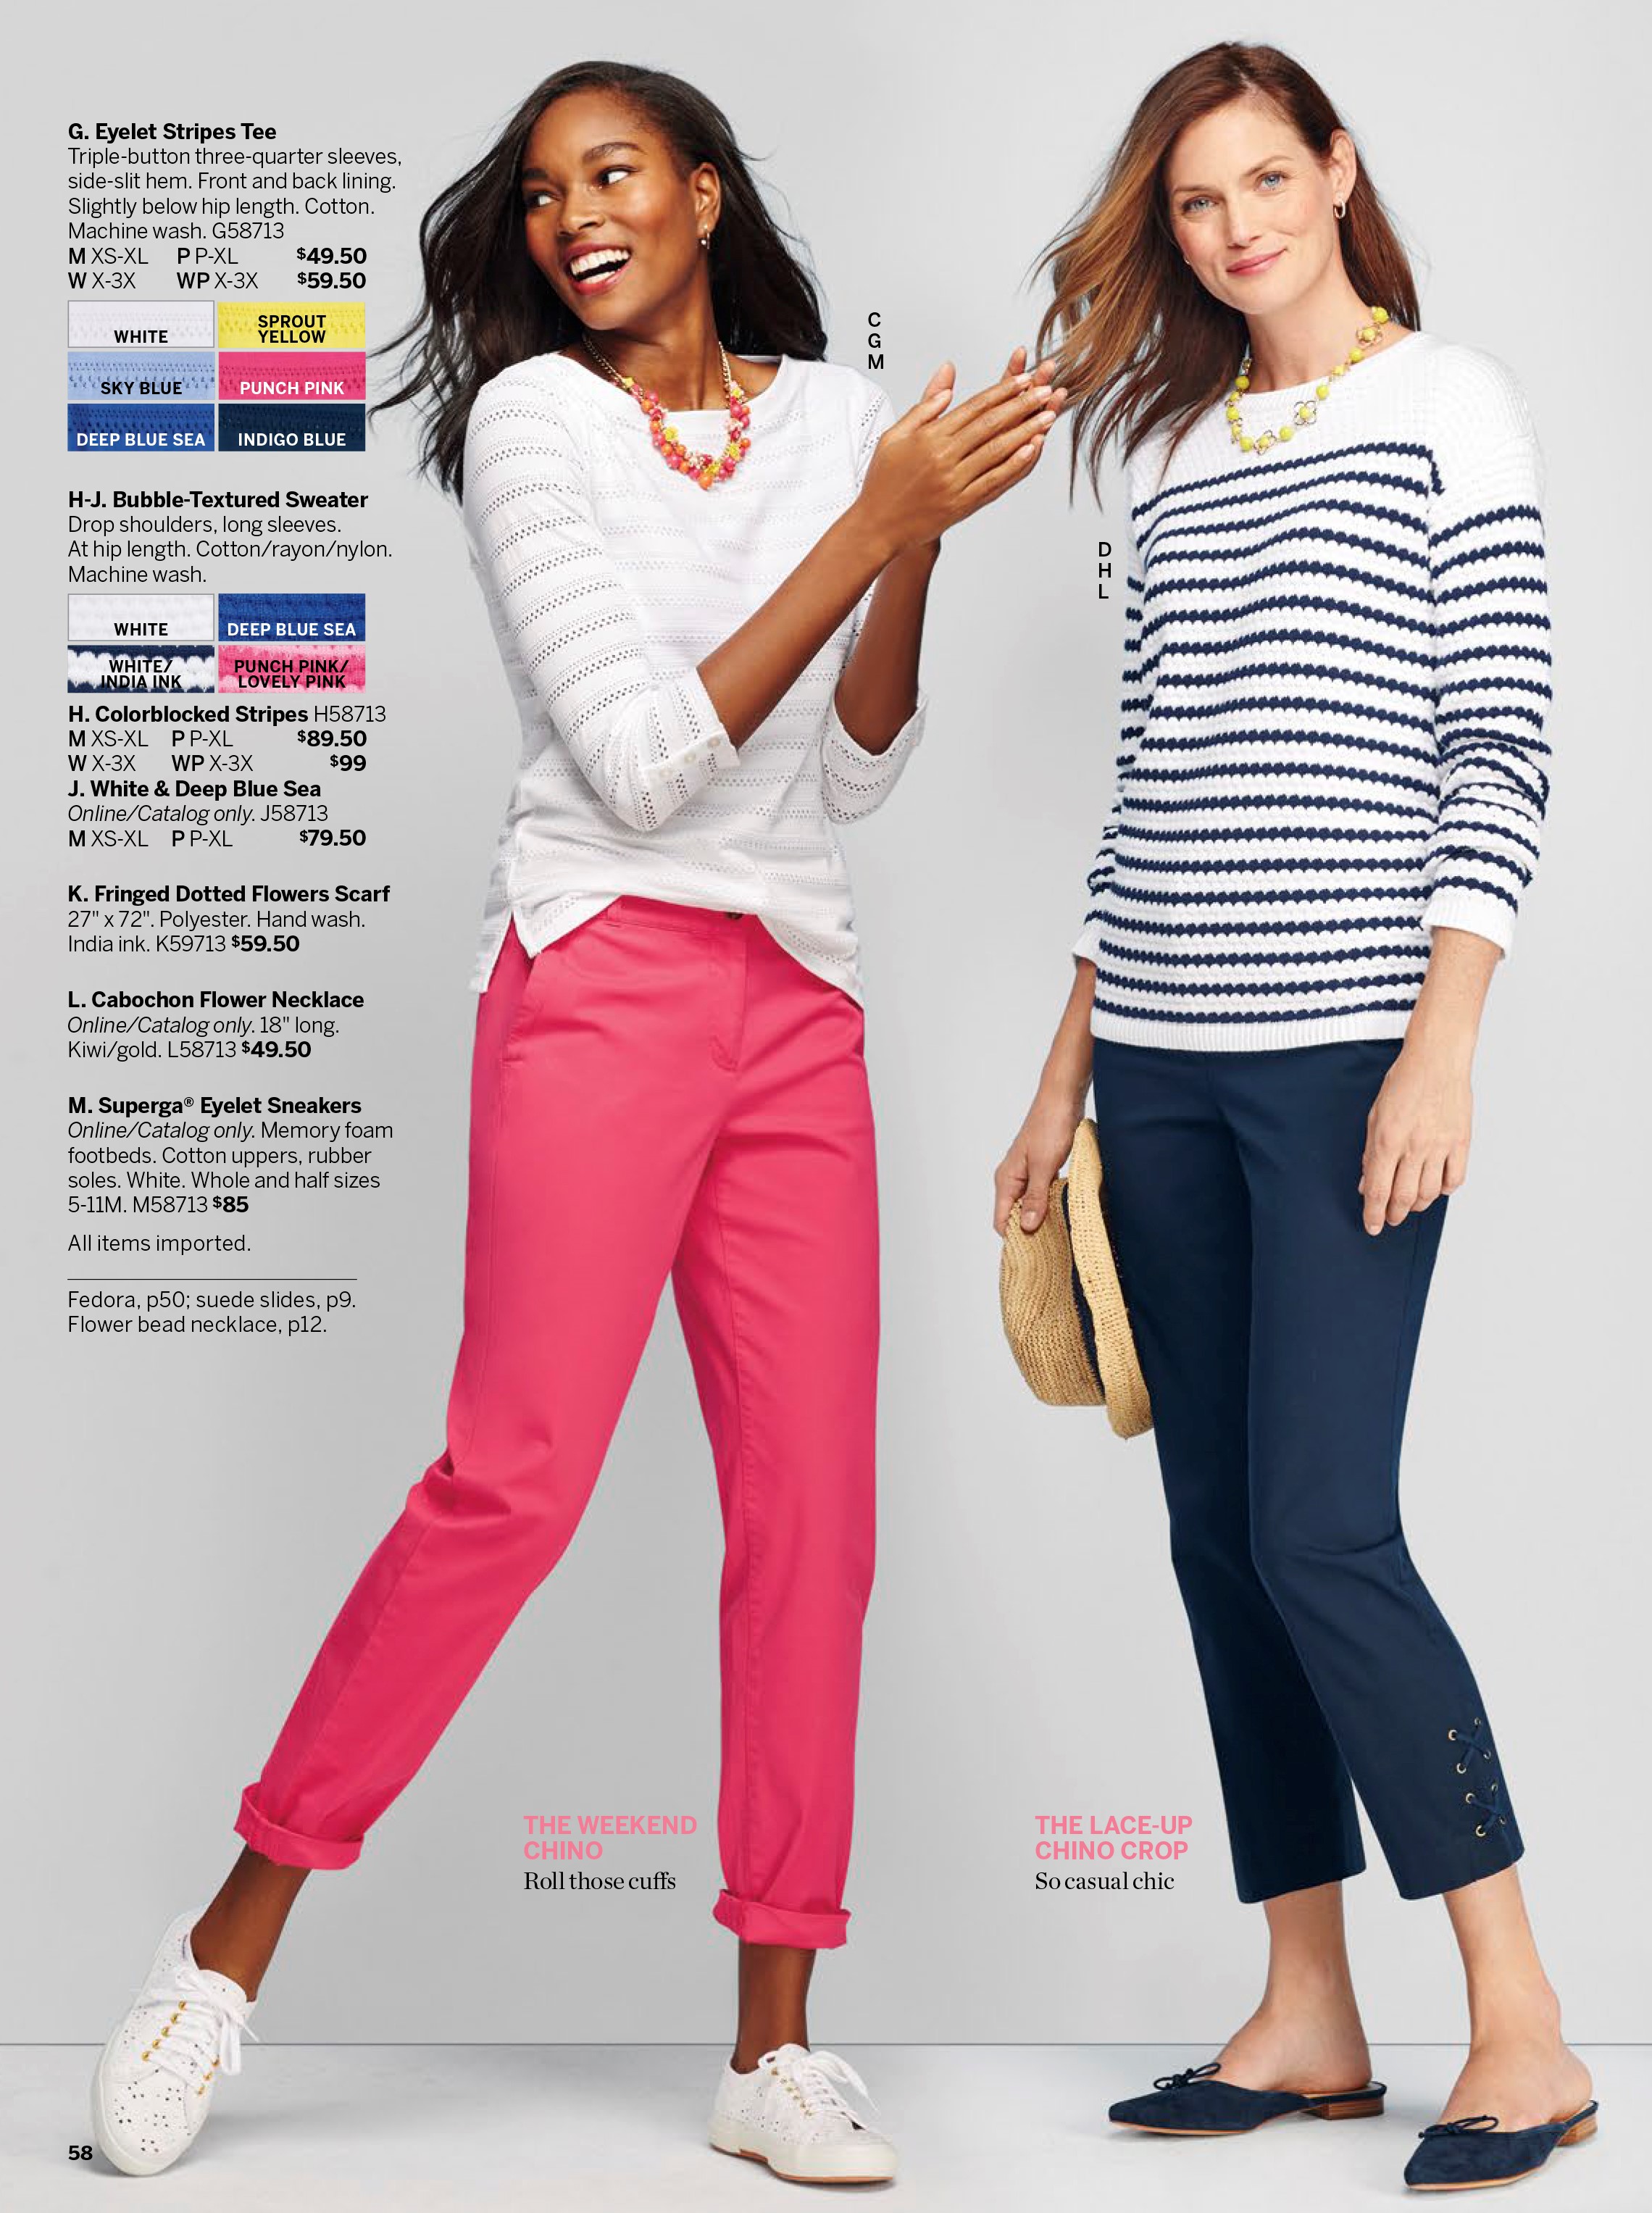 G. Eyelet Stripes Tee
Triple-button three-quarter sleeves,
side-slit hem. Front and back lining.
Slightly below hip length. Cotton.
Machine wash. G58713
M XS-XL P P-XL $49.50
W X-3X WP X-3X $59.50
WHITE
SPROUT
YELLOW
SKY BLUE
PUNCH PINK
DEEP BLUE SEA
INDIGO BLUE
H-J. Bubble-Textured Sweater
Drop shoulders, long sleeves.
At hip length. Cotton/rayon/nylon.
Machine wash.
WHITE
DEEP BLUE SEA
WHITE/
INDIA INK
PUNCH PINK/
LOVELY PINK
H. Colorblocked Stripes H58713
M XS-XL P P-XL $89.50
W X-3X WP X-3X $99
J. White & Deep Blue Sea
Online/Catalog only. J58713
M XS-XL P P-XL $79.50
K. Fringed Dotted Flowers Scarf
27" x 72". Polyester. Hand wash.
India ink. K59713 $59.50
L. Cabochon Flower Necklace
Online/Catalog only. 18" long.
Kiwi/gold. L58713 $49.50
M. Superga® Eyelet Sneakers
Online/Catalog only. Memory foam
footbeds. Cotton uppers, rubber
soles. White. Whole and half sizes
5-11M. M58713 $85
All items imported.
Fedora, p50; suede slides, p9.
Flower bead necklace, p12.
C
G
M
D
H
L
THE WEEKEND
CHINO
Roll those cuffs
THE LACE-UP
CHINO CROP
So casual chic
58